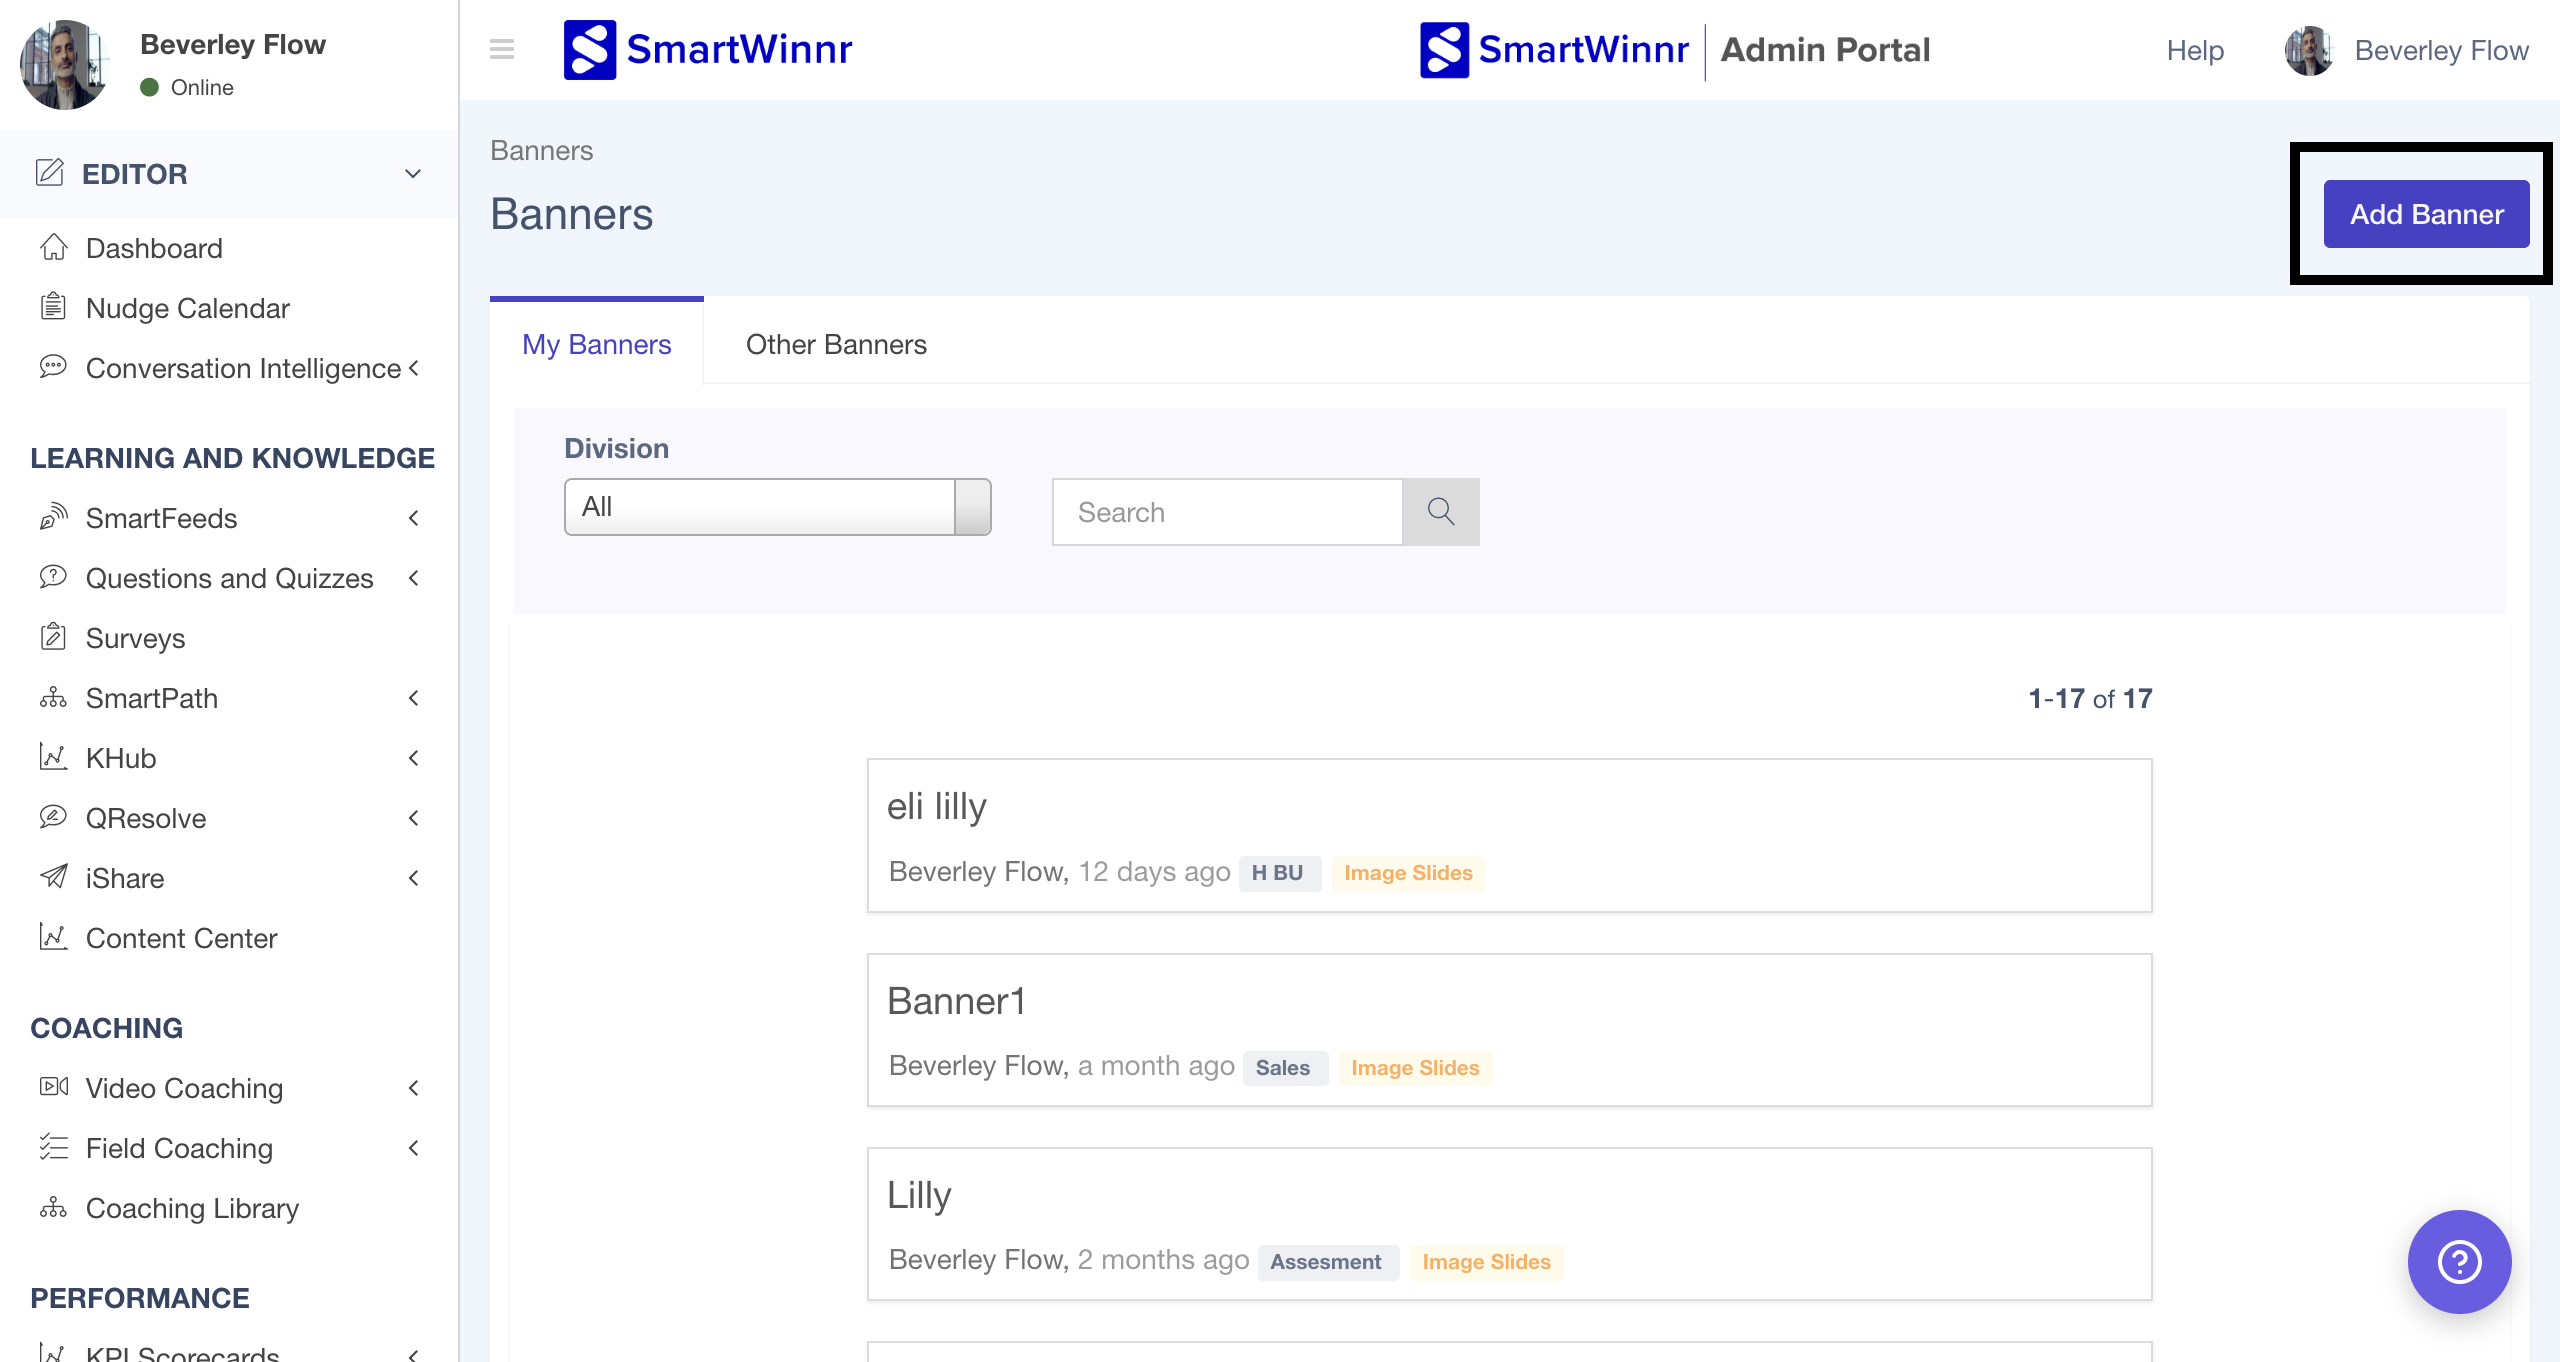 Beverley Flow
Online
EDITOR
Dashboard
Nudge Calendar
Conversation Intelligence
LEARNING AND KNOWLEDGE
SmartFeeds
Questions and Quizzes
Surveys
SmartPath
KHub
QResolve
iShare
Content Center
COACHING
Video Coaching
Field Coaching
Coaching Library
PERFORMANCE
KPI Scorecards
SmartWinnr
SmartWinnr Admin Portal
Help
Beverley Flow
Banners
Banners
Add Banner
My Banners
Other Banners
Division
All
Search
1-17 of 17
eli lilly
Beverley Flow, 12 days ago H BU Image Slides
Banner1
Beverley Flow, a month ago Sales Image Slides
Lilly
Beverley Flow, 2 months ago Assesment Image Slides